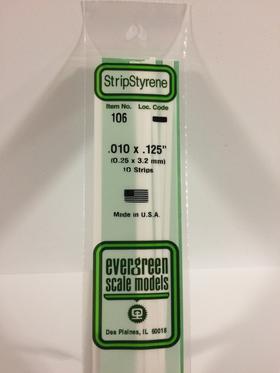 StripStyrene
Item No. Loc. Code
106
.010 x .125"
(0.25 x 3.2 mm)
10 Strips
Made in U.S.A.
evergreen
scale models
Des Plaines, IL 60018